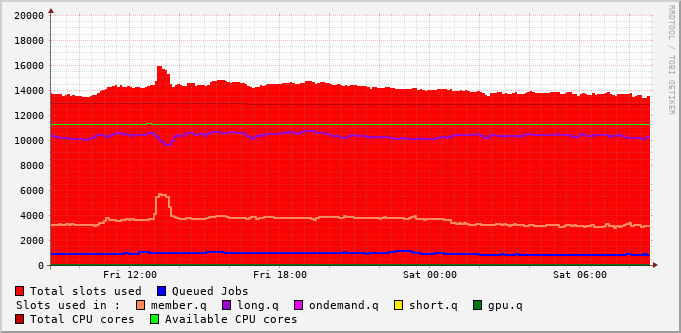 20000
18000
16000
14000
12000
10000
8000
6000
4000
2000
0
Fri 12:00 Fri 18:00 Sat 00:00 Sat 06:00
Total slots used Queued Jobs
Slots used in : member.q long.q ondemand.q short.q gpu.q
Total CPU cores Available CPU cores
RRDTOOL / TOBI OETIKER